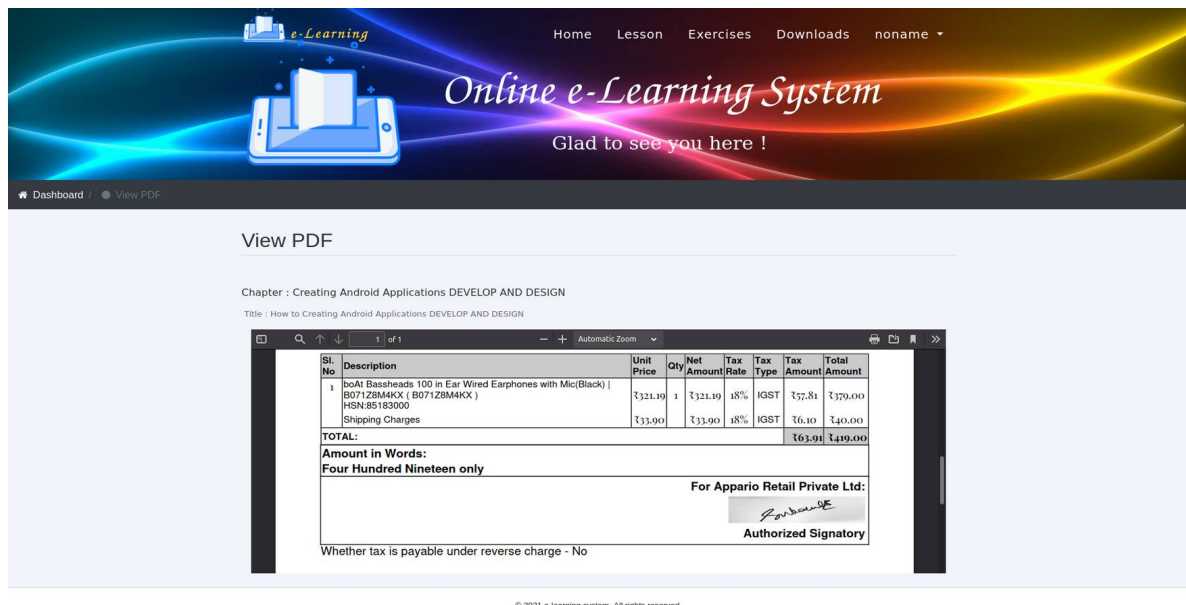 e-Learning
Home Lesson Exercises Downloads noname
Online e-Learning System
Glad to see you here !
Dashboard / View PDF
View PDF
Chapter : Creating Android Applications DEVELOP AND DESIGN
Title : How to Creating Android Applications DEVELOP AND DESIGN
1 of 1 Automatic Zoom
Sl. No Description Unit Price Qty Net Amount Tax Rate Tax Type Tax Amount Total Amount
1 boAt Bassheads 100 in Ear Wired Earphones with Mic(Black) |
B071Z8M4KX ( B071Z8M4KX ) ₹321.19 1 ₹321.19 18% IGST ₹57.81 ₹379.00
HSN:85183000
Shipping Charges ₹33.90 ₹33.90 18% IGST ₹6.10 ₹40.00
TOTAL: ₹63.91 ₹419.00
Amount in Words:
Four Hundred Nineteen only
For Appario Retail Private Ltd:
Authorized Signatory
Whether tax is payable under reverse charge - No
© 2021 e-learning system. All rights reserved